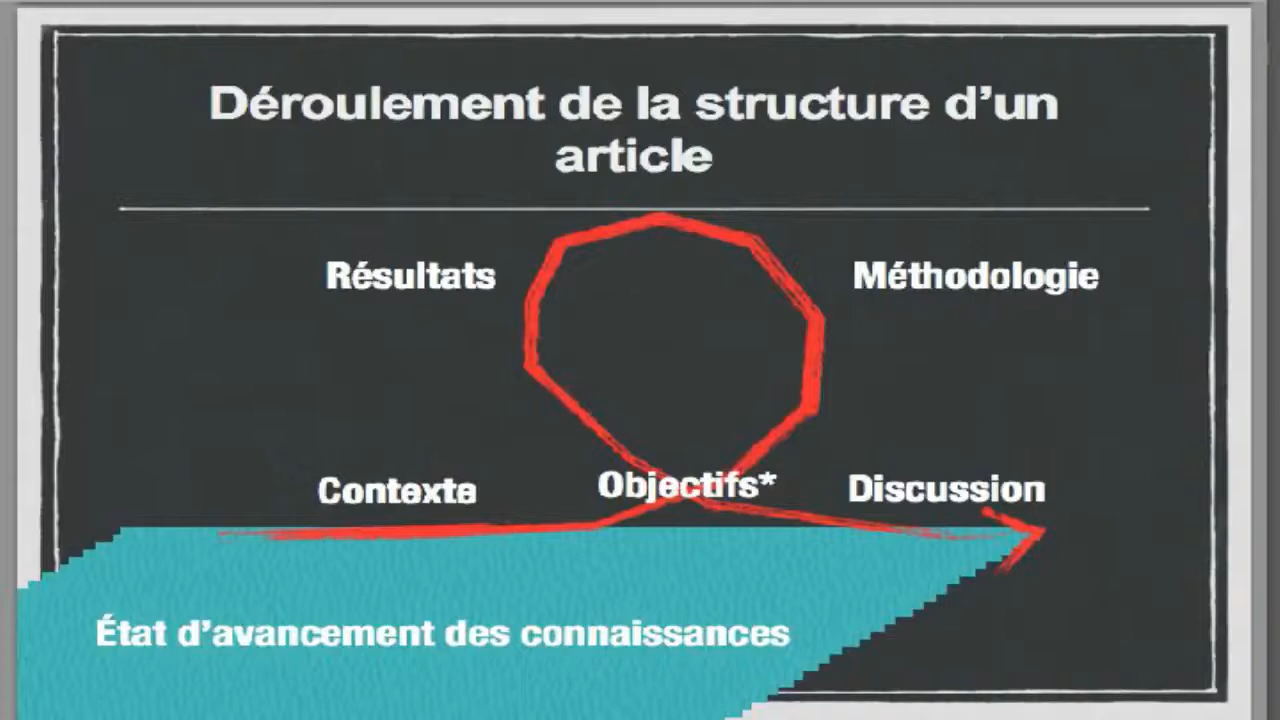 Déroulement de la structure d’un
article
Résultats
Méthodologie
Contexte
Objectifs*
Discussion
État d’avancement des connaissances